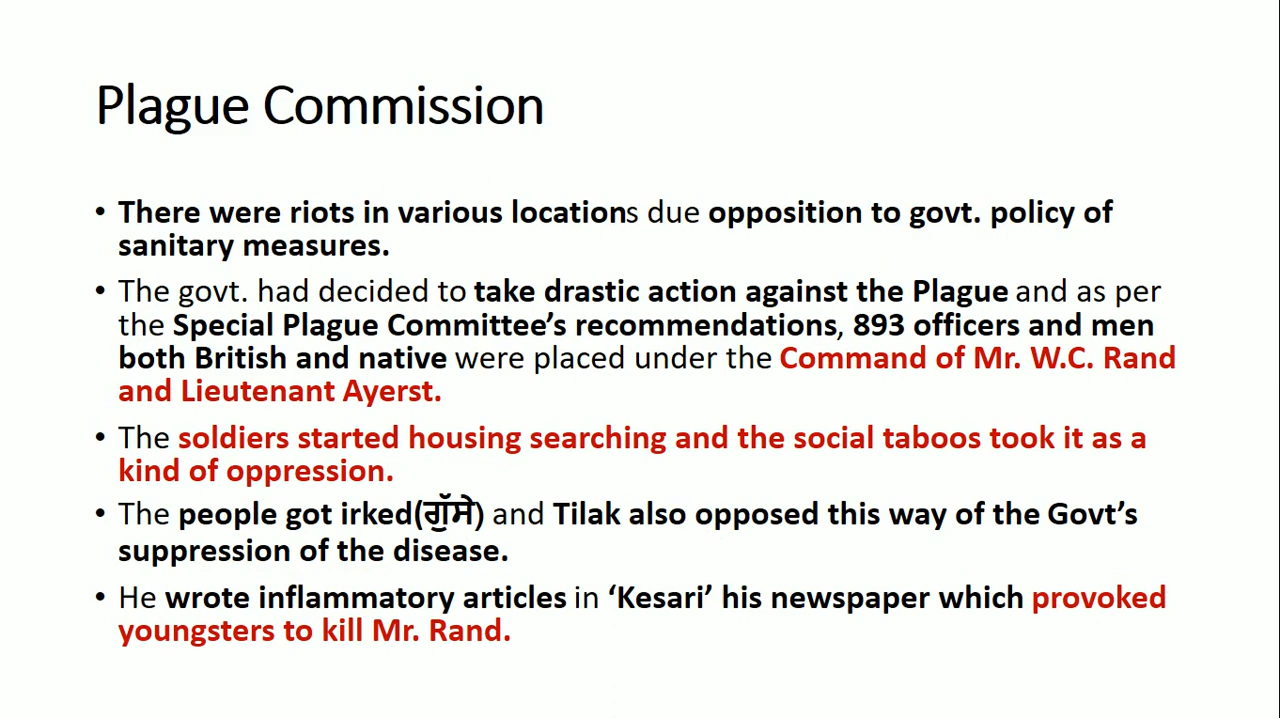 Plague Commission
• There were riots in various locations due opposition to govt. policy of
sanitary measures.
• The govt. had decided to take drastic action against the Plague and as per
the Special Plague Committee’s recommendations, 893 officers and men
both British and native were placed under the Command of Mr. W.C. Rand
and Lieutenant Ayerst.
• The soldiers started housing searching and the social taboos took it as a
kind of oppression.
• The people got irked(ਗੁੱਸੇ) and Tilak also opposed this way of the Govt’s
suppression of the disease.
• He wrote inflammatory articles in ‘Kesari’ his newspaper which provoked
youngsters to kill Mr. Rand.